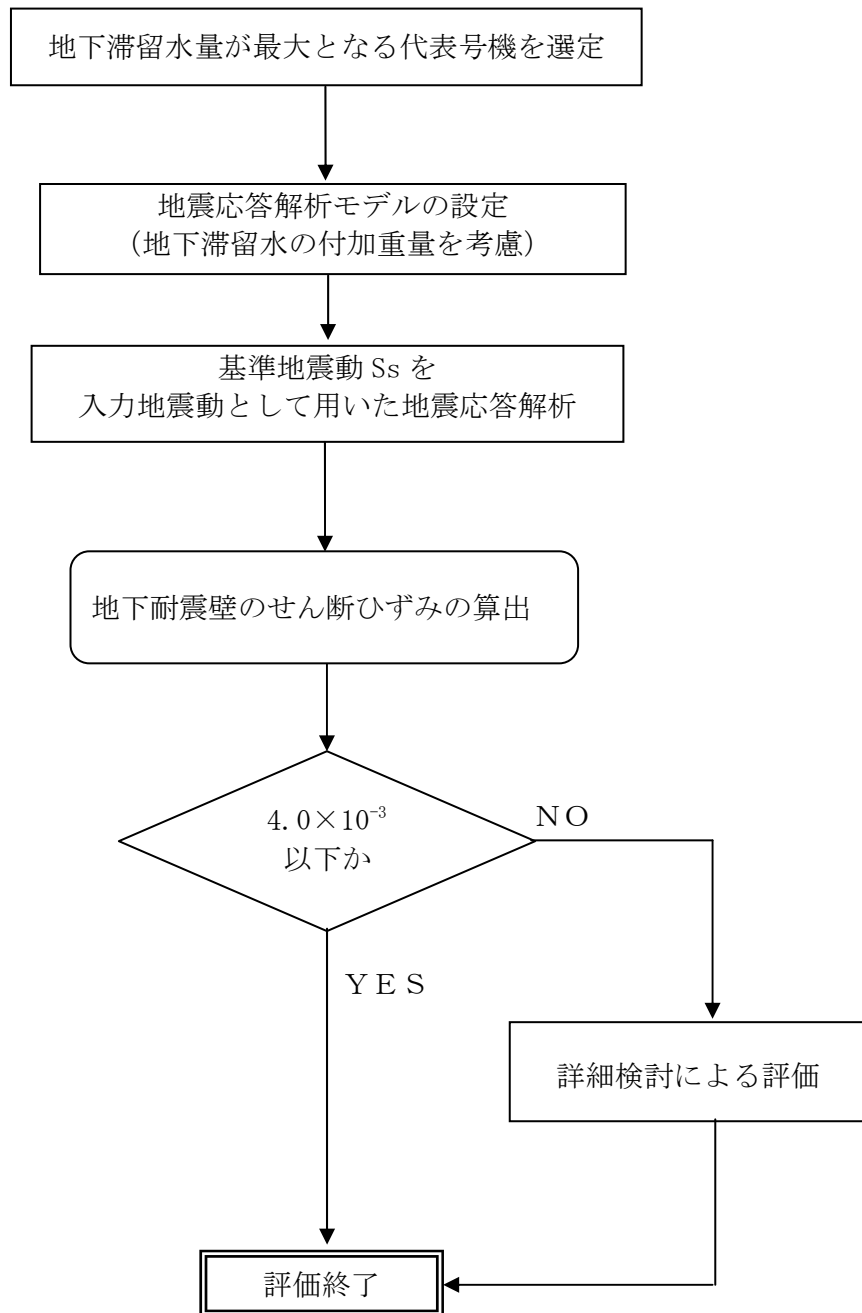 地下滞留水量が最大となる代表号機を選定
地震応答解析モデルの設定
（地下滞留水の付加重量を考慮）
基準地震動 Ss を
入力地震動として用いた地震応答解析
地下耐震壁のせん断ひずみの算出
4.0×10⁻³
以下か
ＮＯ
ＹＥＳ
詳細検討による評価
評価終了